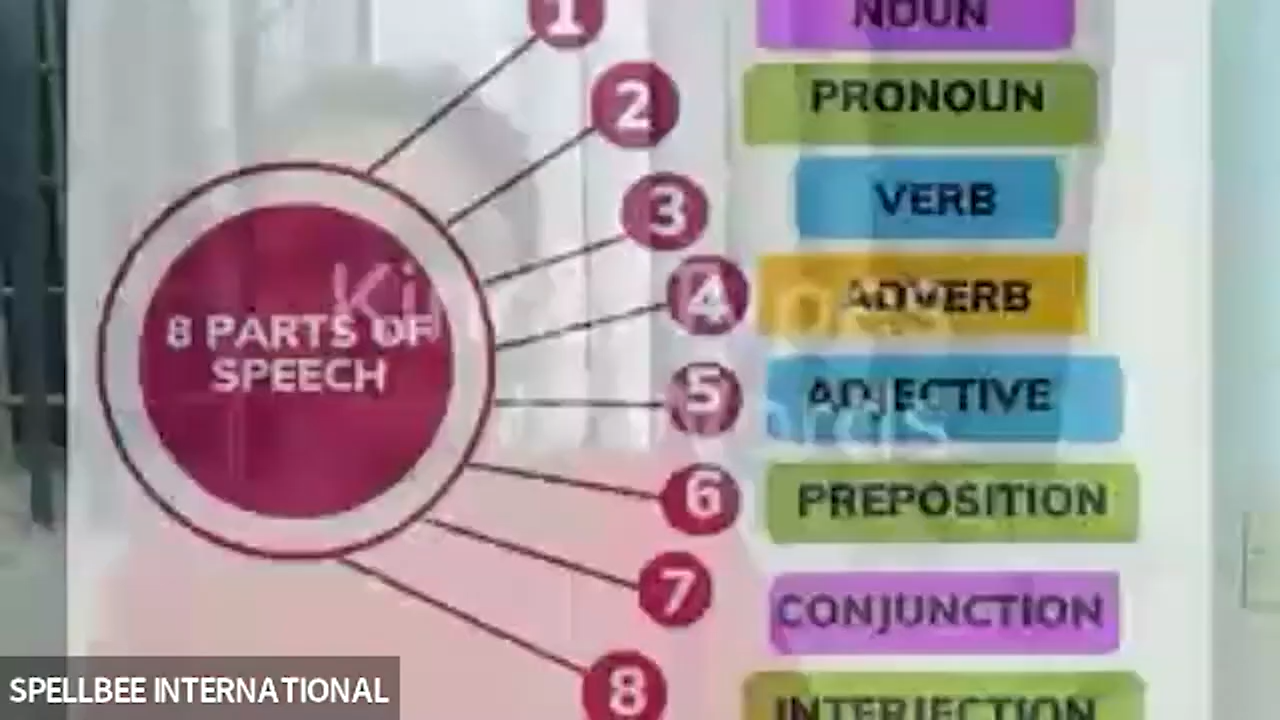 1
NOUN
2
PRONOUN
3
VERB
4
ADVERB
8 PARTS OF
SPEECH
5
ADJECTIVE
6
PREPOSITION
7
CONJUNCTION
8
INTERJECTION
SPELLBEE INTERNATIONAL